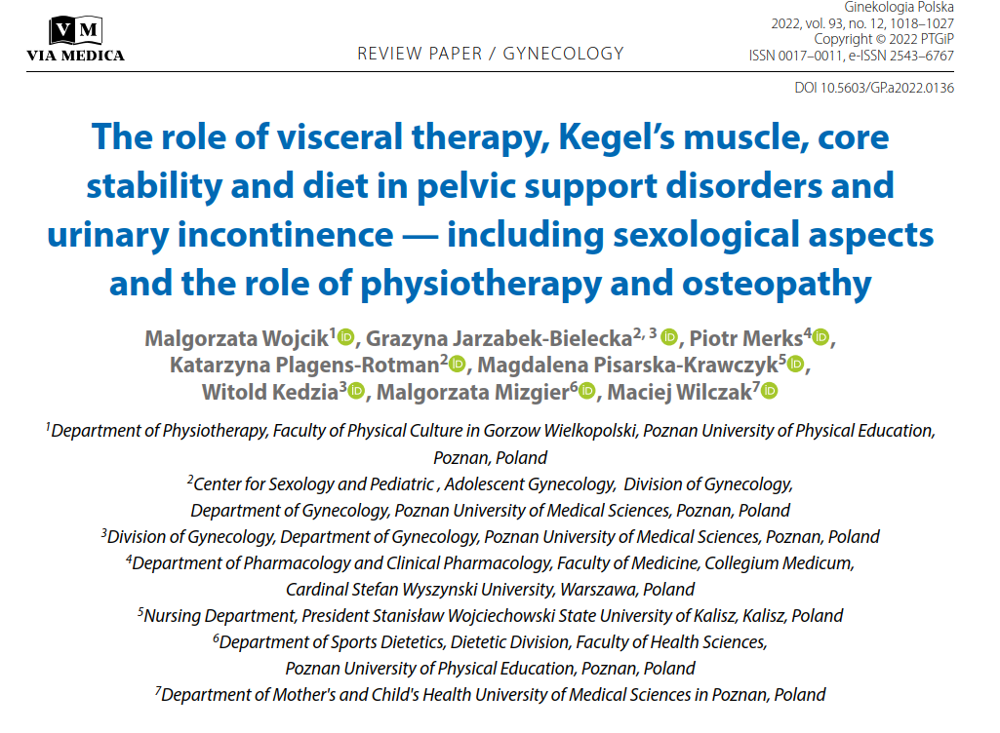 VM
VIA MEDICA
REVIEW PAPER / GYNECOLOGY
Ginekologia Polska
2022, vol. 93, no. 12, 1018–1027
Copyright © 2022 PTGiP
ISSN 0017–0011, e-ISSN 2543–6767
DOI 10.5603/GP.a2022.0136
The role of visceral therapy, Kegel’s muscle, core
stability and diet in pelvic support disorders and
urinary incontinence — including sexological aspects
and the role of physiotherapy and osteopathy
Malgorzata Wojcik1 iD, Grazyna Jarzabek-Bielecka2, 3 iD, Piotr Merks4 iD,
Katarzyna Plagens-Rotman2 iD, Magdalena Pisarska-Krawczyk5 iD,
Witold Kedzia3 iD, Malgorzata Mizgier6 iD, Maciej Wilczak7 iD
1Department of Physiotherapy, Faculty of Physical Culture in Gorzow Wielkopolski, Poznan University of Physical Education,
Poznan, Poland
2Center for Sexology and Pediatric , Adolescent Gynecology, Division of Gynecology,
Department of Gynecology, Poznan University of Medical Sciences, Poznan, Poland
3Division of Gynecology, Department of Gynecology, Poznan University of Medical Sciences, Poznan, Poland
4Department of Pharmacology and Clinical Pharmacology, Faculty of Medicine, Collegium Medicum,
Cardinal Stefan Wyszynski University, Warszawa, Poland
5Nursing Department, President Stanisław Wojciechowski State University of Kalisz, Kalisz, Poland
6Department of Sports Dietetics, Dietetic Division, Faculty of Health Sciences,
Poznan University of Physical Education, Poznan, Poland
7Department of Mother's and Child's Health University of Medical Sciences in Poznan, Poland